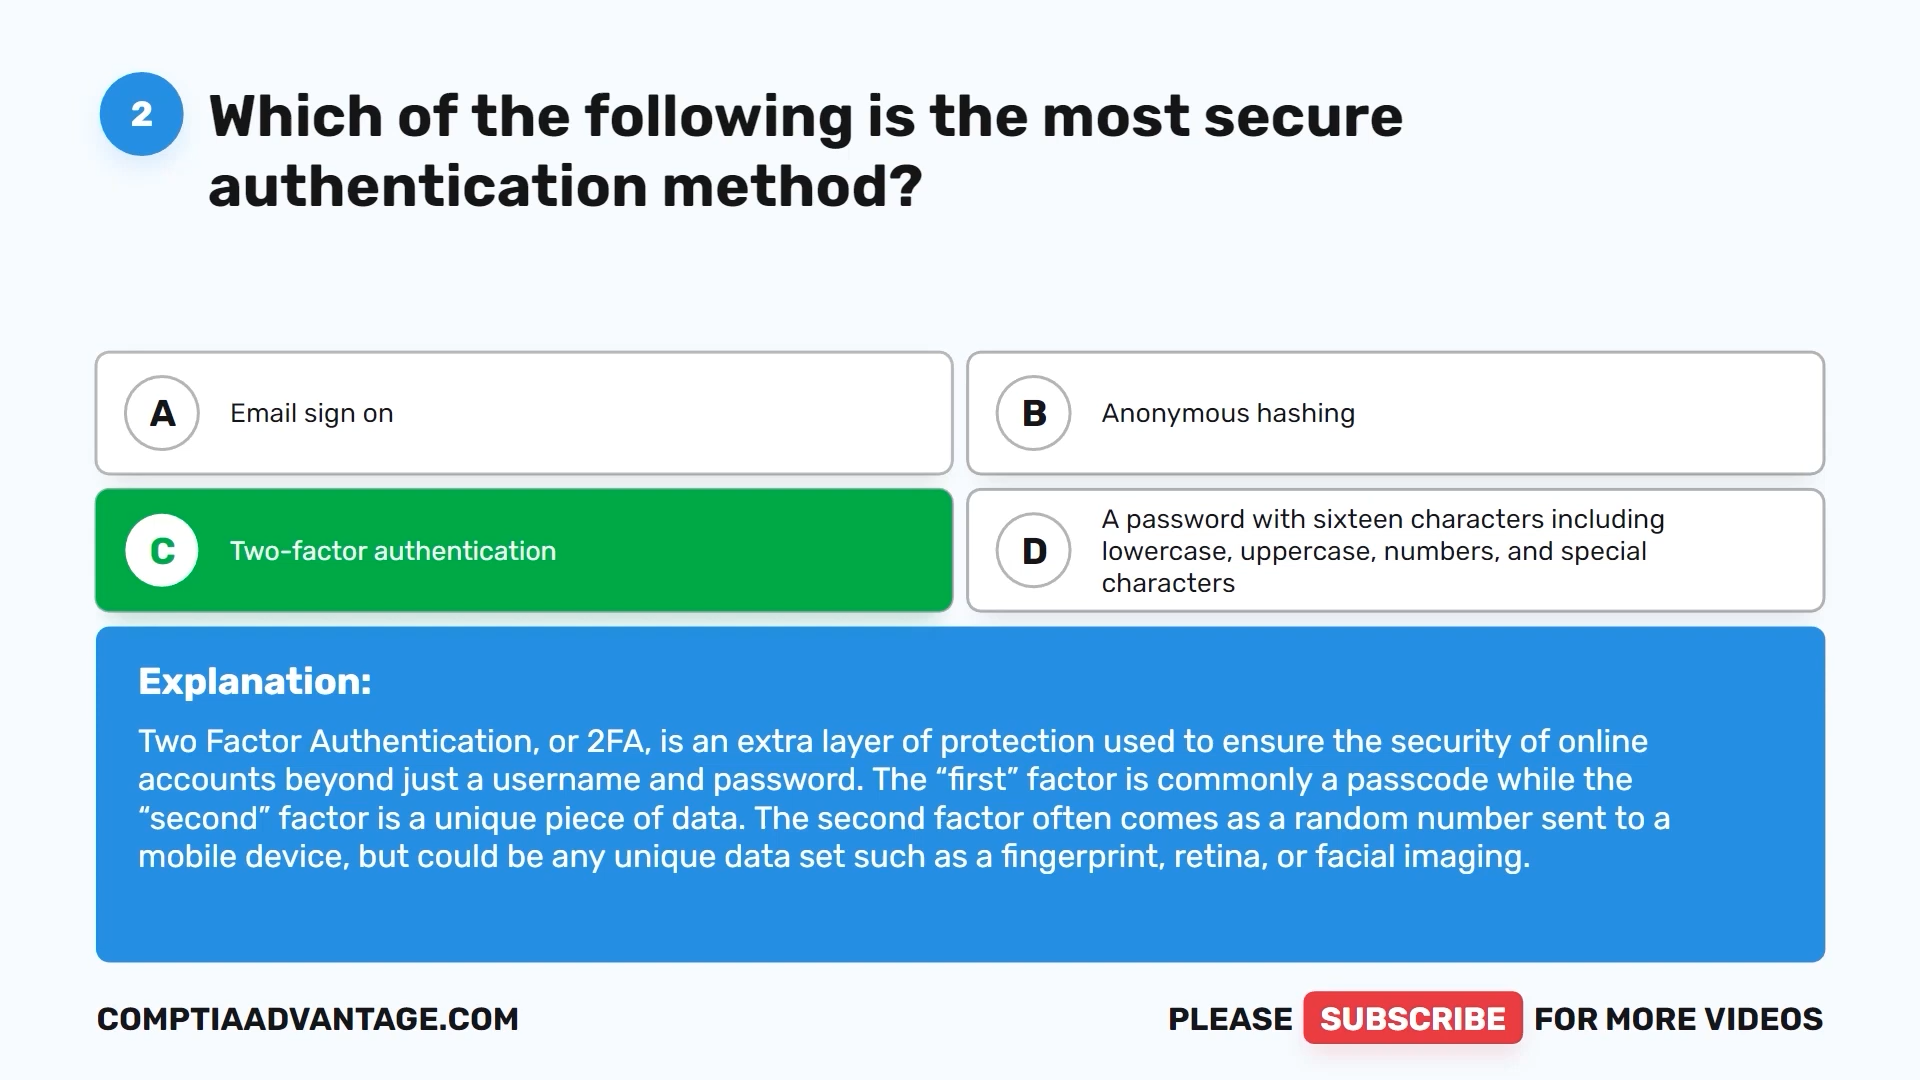 2
Which of the following is the most secure
authentication method?
A
Email sign on
B
Anonymous hashing
C
Two-factor authentication
D
A password with sixteen characters including
lowercase, uppercase, numbers, and special
characters
Explanation:
Two Factor Authentication, or 2FA, is an extra layer of protection used to ensure the security of online
accounts beyond just a username and password. The “first” factor is commonly a passcode while the
“second” factor is a unique piece of data. The second factor often comes as a random number sent to a
mobile device, but could be any unique data set such as a fingerprint, retina, or facial imaging.
COMPTIAADVANTAGE.COM
PLEASE SUBSCRIBE FOR MORE VIDEOS